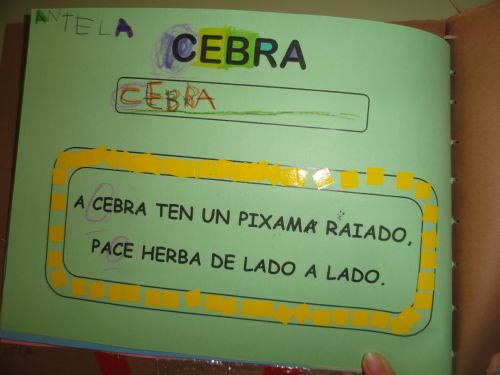 ANTELA
CEBRA
CEBRA
A CEBRA TEN UN PIXAMA RAIADO,
PACE HERBA DE LADO A LADO.